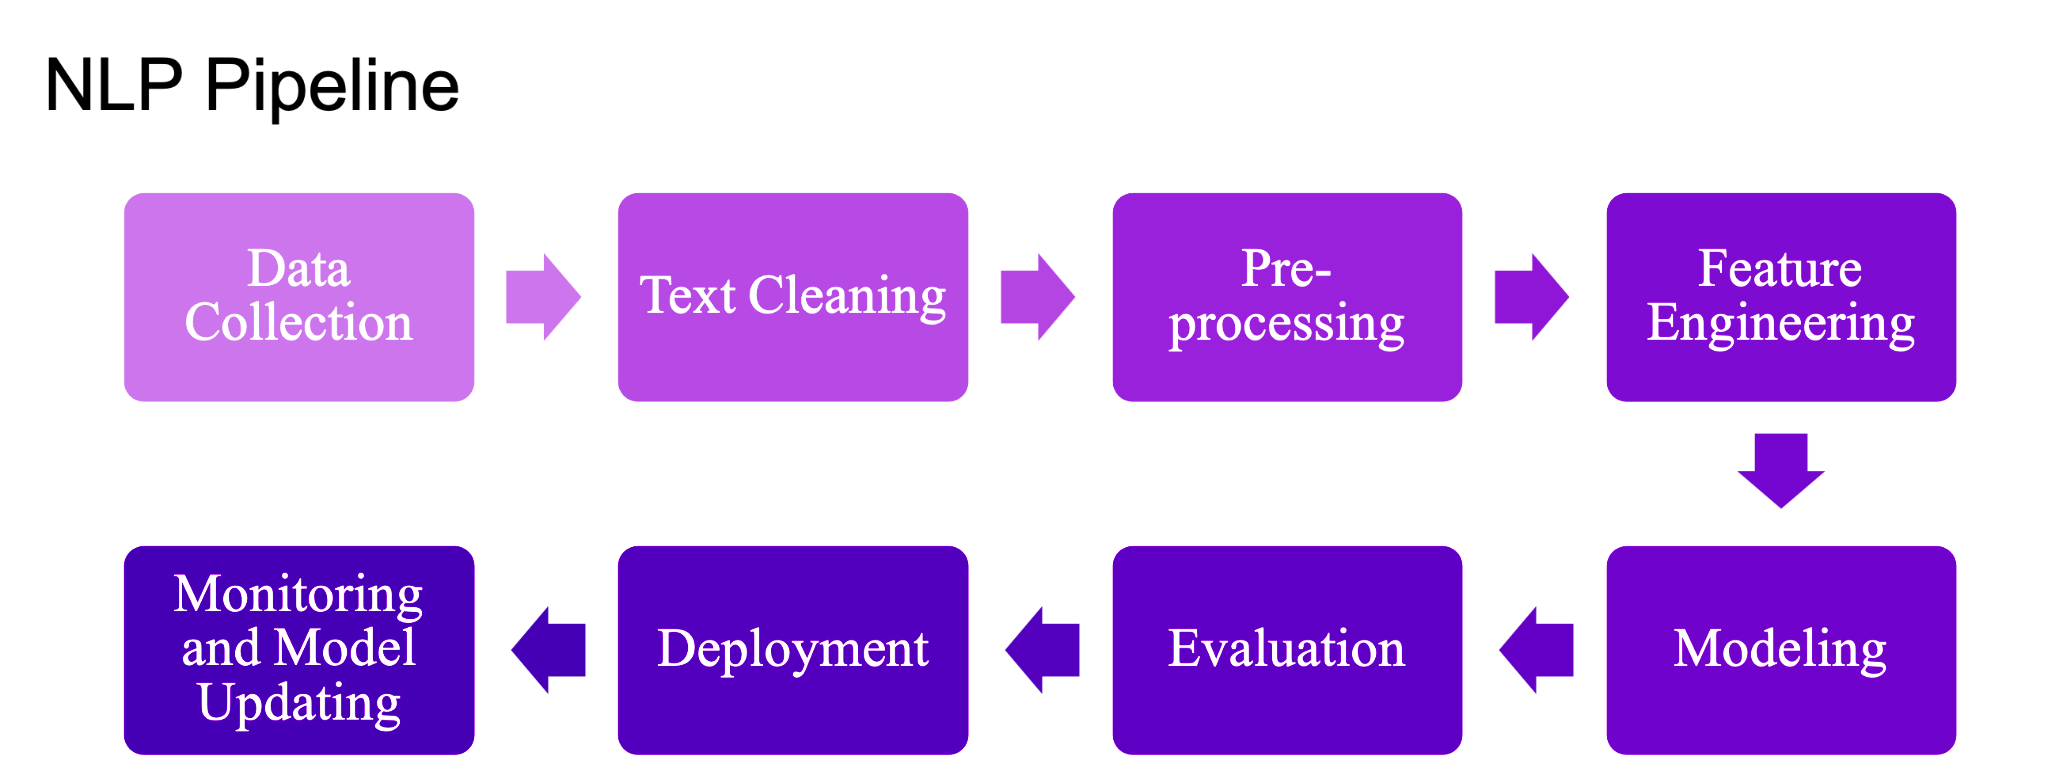 NLP Pipeline
Data
Collection
Text Cleaning
Pre-
processing
Feature
Engineering
Modeling
Evaluation
Deployment
Monitoring
and Model
Updating